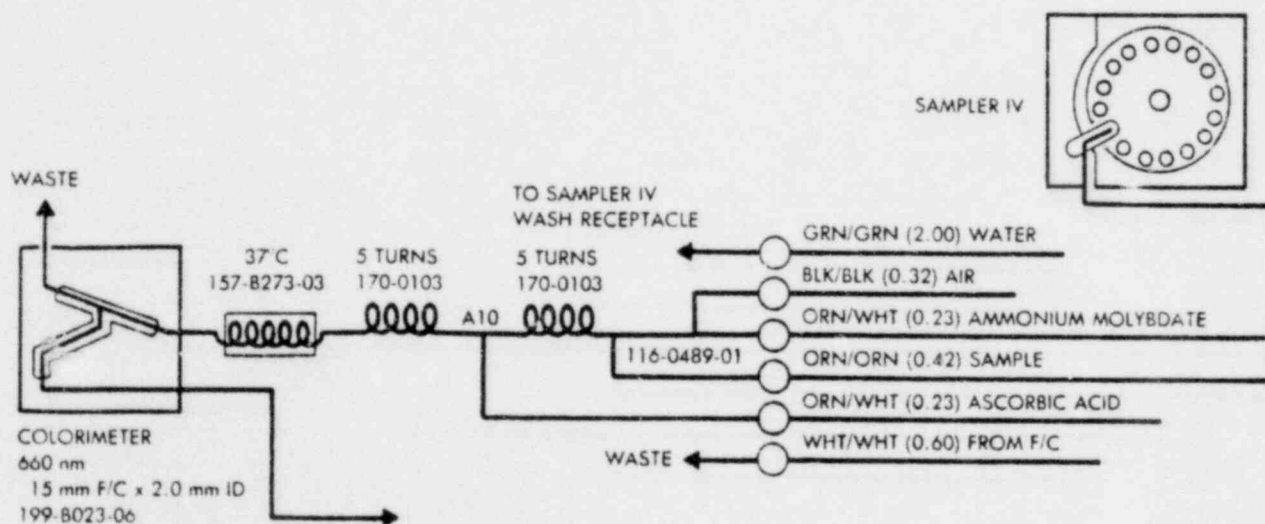 SAMPLER IV
WASTE
TO SAMPLER IV
WASH RECEPTACLE
37°C
157-B273-03
5 TURNS
170-0103
5 TURNS
170-0103
A10
116-0489-01
GRN/GRN (2.00) WATER
BLK/BLK (0.32) AIR
ORN/WHT (0.23) AMMONIUM MOLYBDATE
ORN/ORN (0.42) SAMPLE
ORN/WHT (0.23) ASCORBIC ACID
WHT/WHT (0.60) FROM F/C
WASTE
COLORIMETER
660 nm
15 mm F/C x 2.0 mm ID
199-B023-06